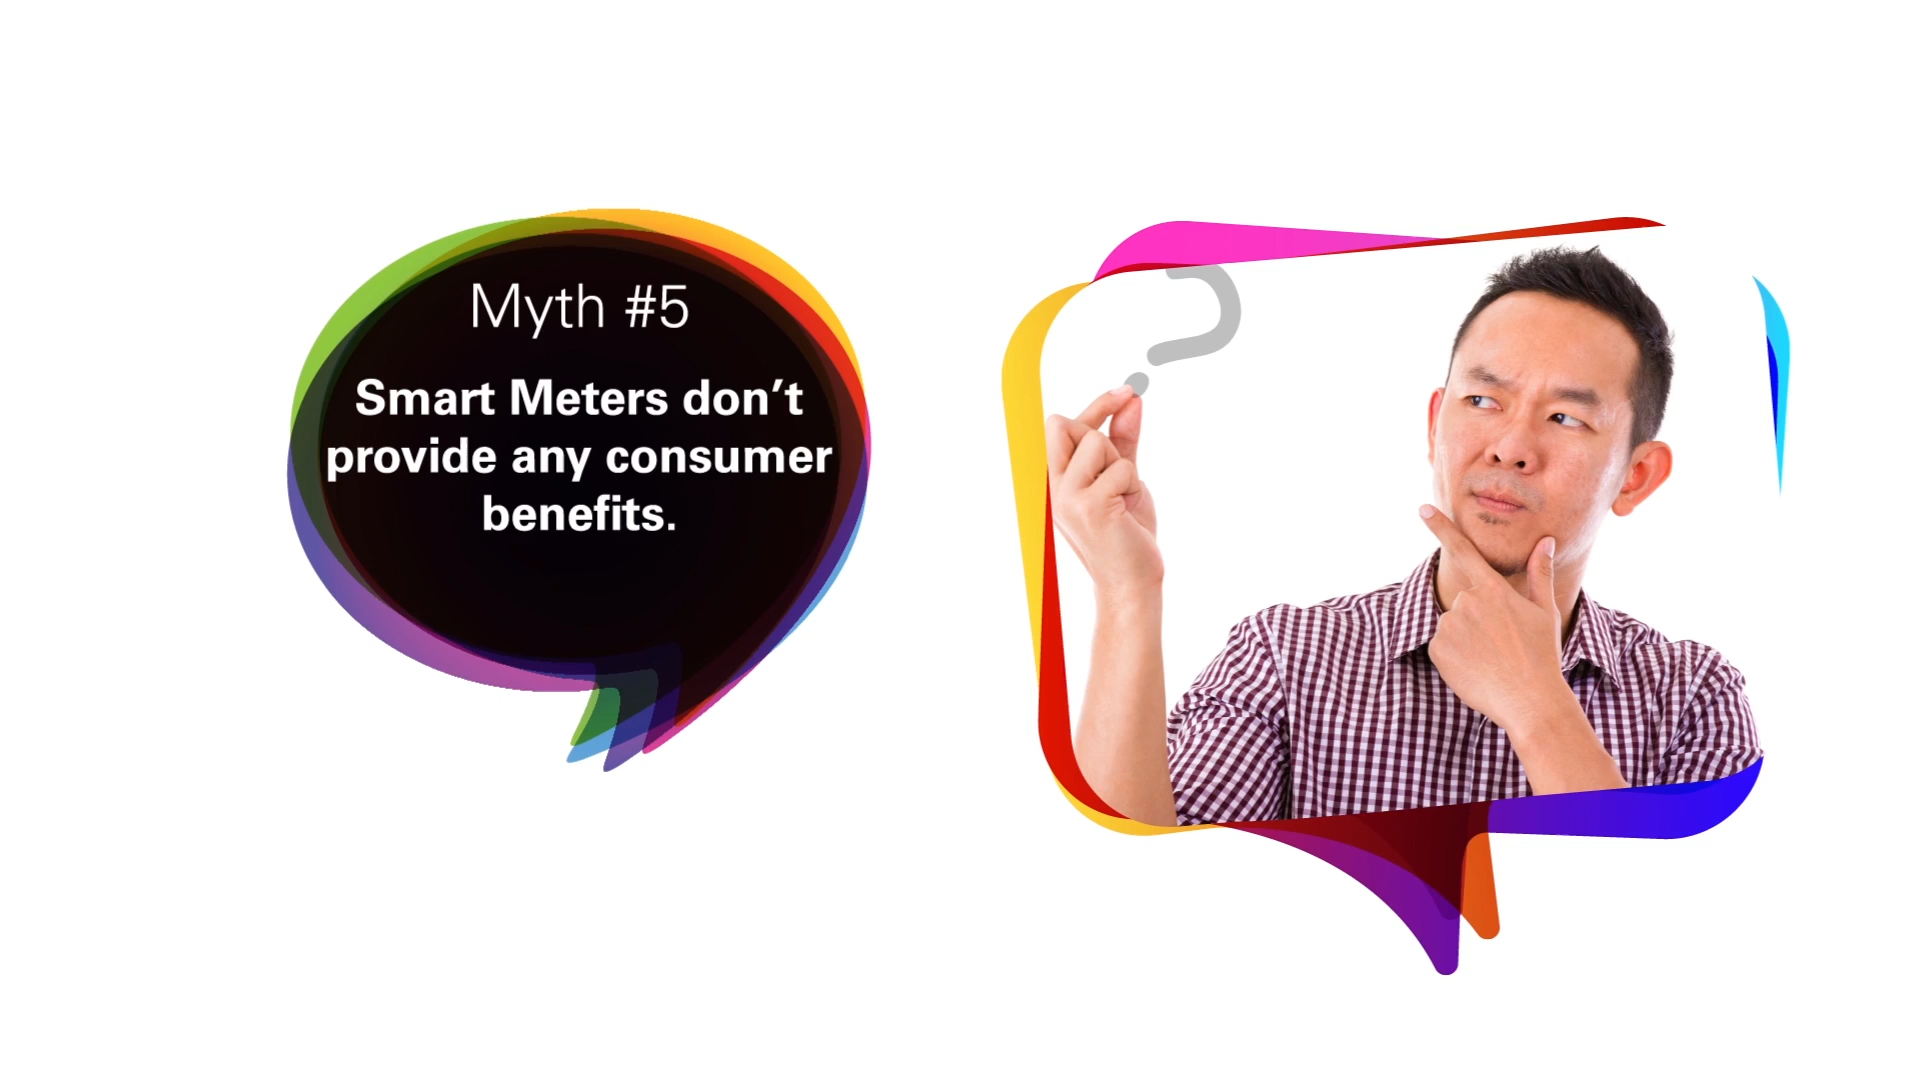 Myth #5
Smart Meters don’t
provide any consumer
benefits.
?